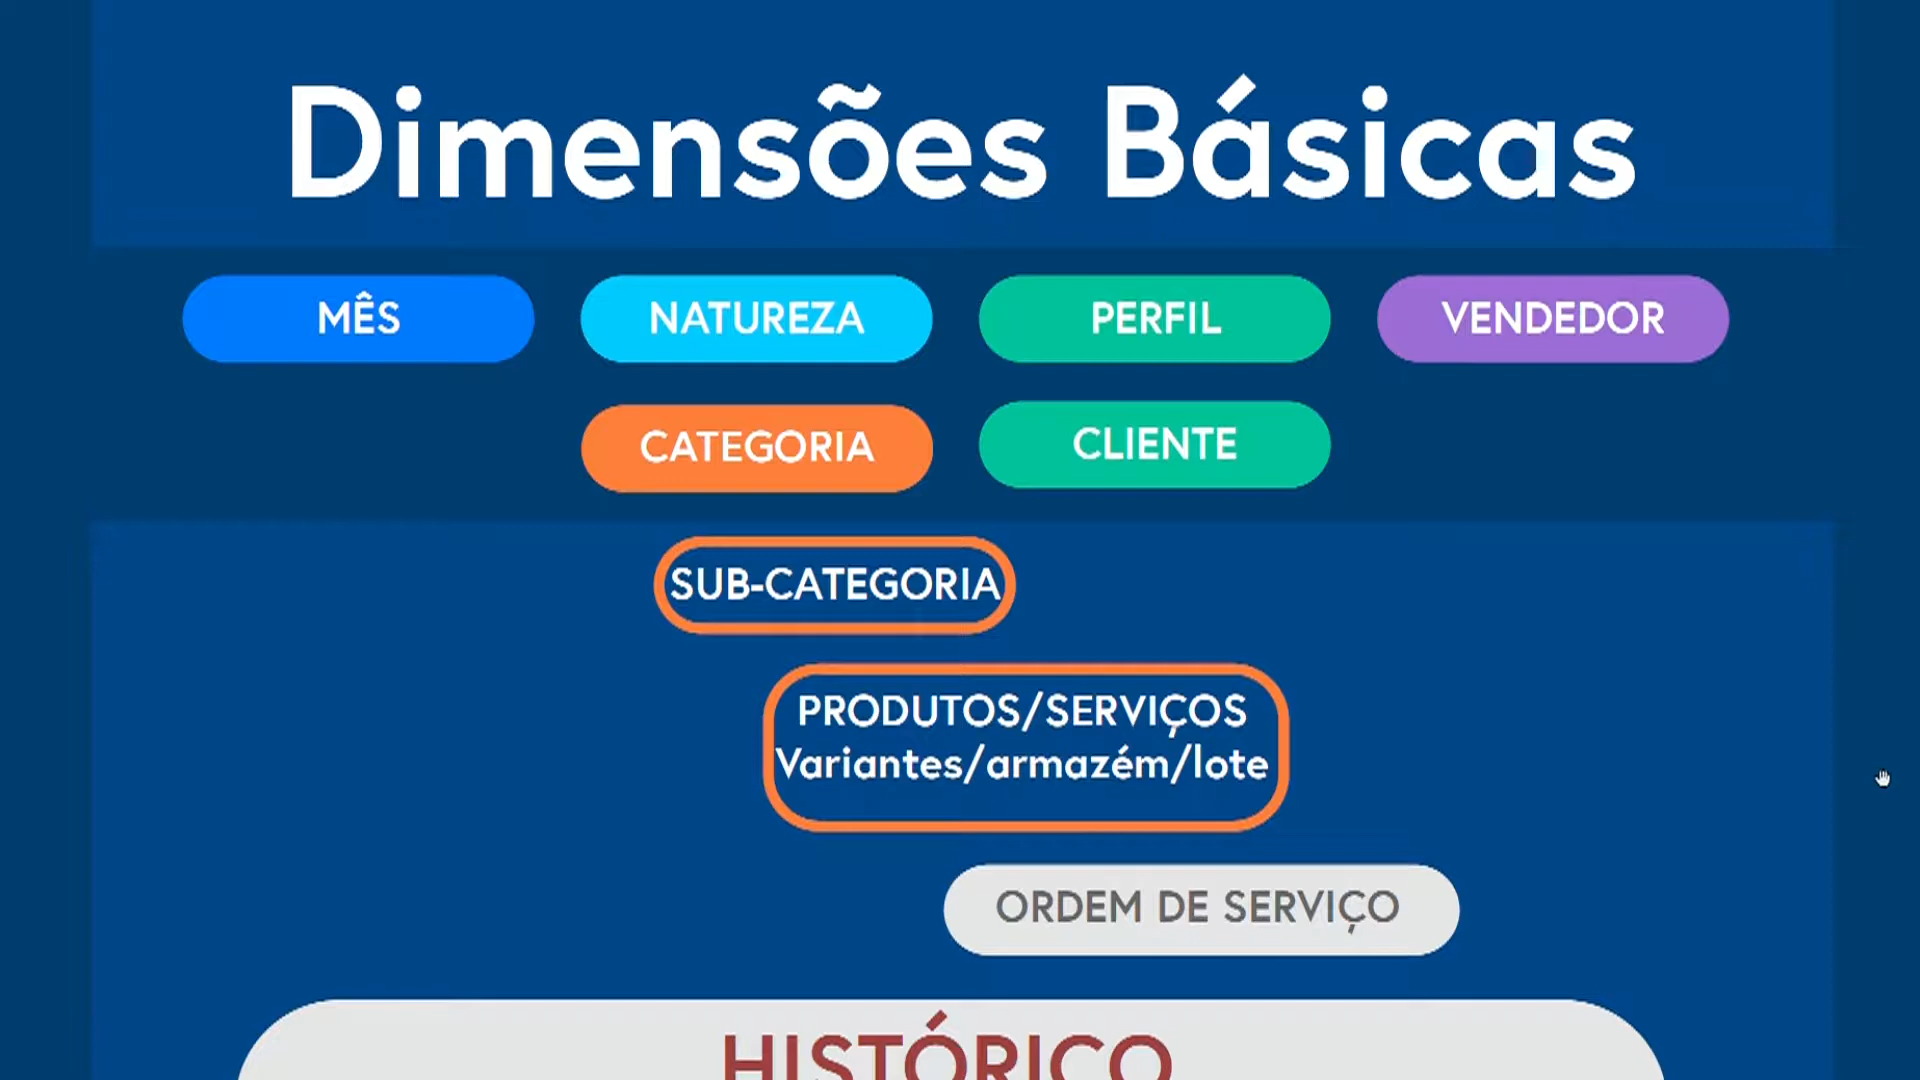 Dimensões Básicas
MÊS
NATUREZA
PERFIL
VENDEDOR
CATEGORIA
CLIENTE
SUB-CATEGORIA
PRODUTOS/SERVIÇOS
Variantes/armazém/lote
ORDEM DE SERVIÇO
HISTÓRICO